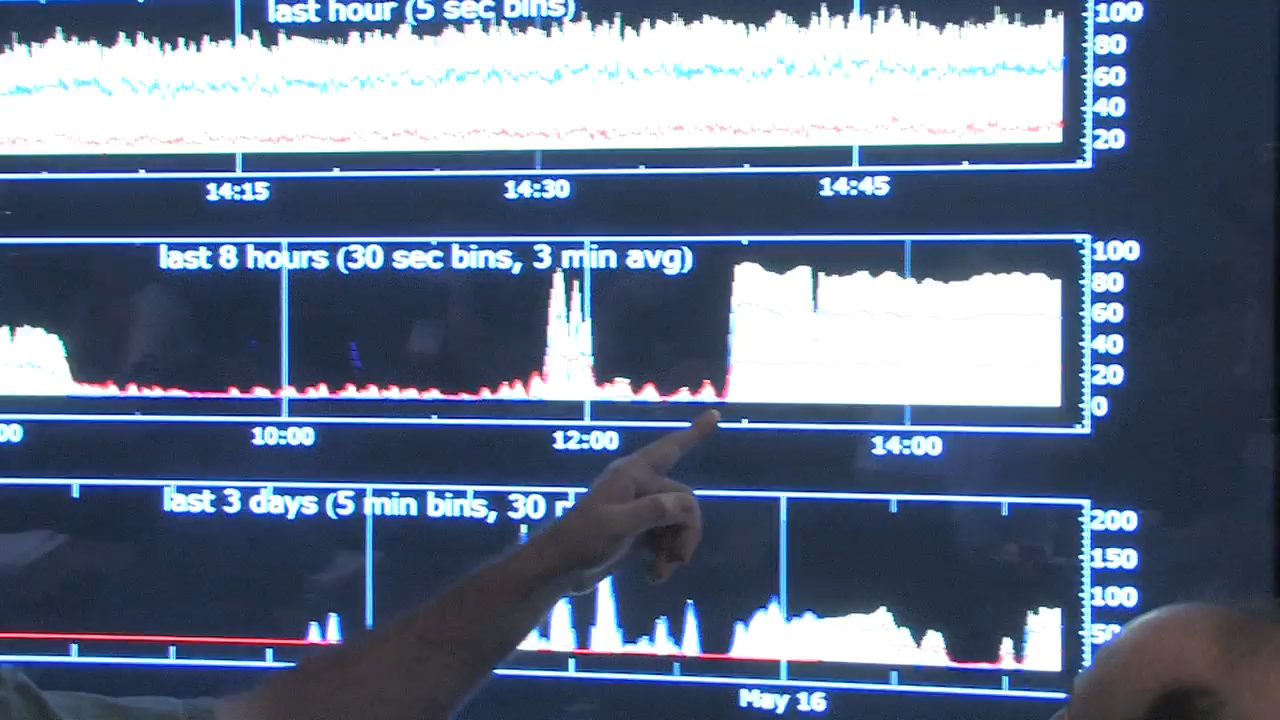 last hour (5 sec bins)
100
80
60
40
20
14:15 14:30 14:45
last 8 hours (30 sec bins, 3 min avg)
100
80
60
40
20
0
00 10:00 12:00 14:00
last 3 days (5 min bins, 30
200
150
100
50
May 16